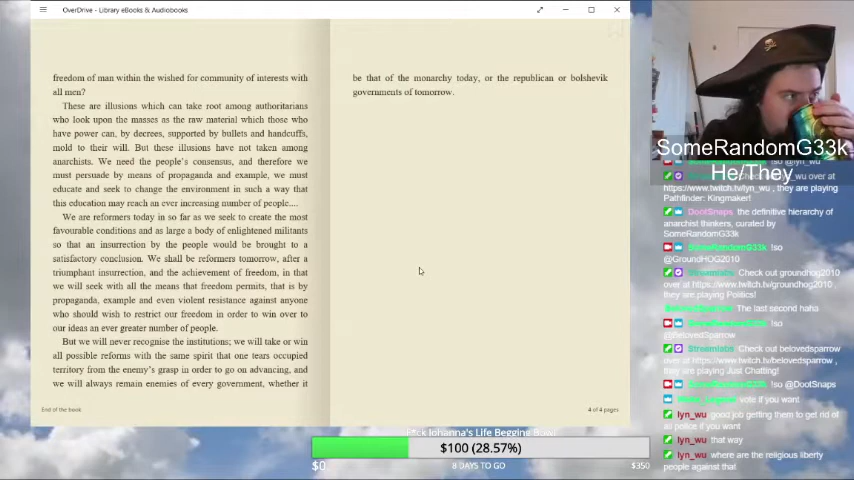 OverDrive - Library eBooks & Audiobooks
freedom of man within the wished for community of interests with
all men?
These are illusions which can take root among authoritarians
who look upon the masses as the raw material which those who
have power can, by decrees, supported by bullets and handcuffs,
mold to their will. But these illusions have not taken among
anarchists. We need the people's consensus, and therefore we
must persuade by means of propaganda and example, we must
educate and seek to change the environment in such a way that
this education may reach an ever increasing number of people....
We are reformers today in so far as we seek to create the most
favourable conditions and as large a body of enlightened militants
so that an insurrection by the people would be brought to a
satisfactory conclusion. We shall be reformers tomorrow, after a
triumphant insurrection, and the achievement of freedom, in that
we will seek with all the means that freedom permits, that is by
propaganda, example and even violent resistance against anyone
who should wish to restrict our freedom in order to win over to
our ideas an ever greater number of people.
But we will never recognise the institutions; we will take or win
all possible reforms with the same spirit that one tears occupied
territory from the enemy's grasp in order to go on advancing, and
we will always remain enemies of every government, whether it
End of the book
be that of the monarchy today, or the republican or bolshevik
governments of tomorrow.
4 of 4 pages
SomeRandomG33k
He/They
!so @lyn_wu
over at
https://www.twitch.tv/lyn_wu , they are playing
Pathfinder: Kingmaker!
DootSnaps the definitive hierarchy of
anarchist thinkers, curated by
SomeRandomG33k
SomeRandomG33k !so
@GroundHOG2010
Streamlabs Check out groundhog2010
over at https://www.twitch.tv/groundhog2010
they are playing Politics!
The last second haha
SomeRandomG33k !so
@BelovedSparrow
Streamlabs Check out belovedsparrow
over at https://www.twitch.tv/belovedsparrow
, they are playing Just Chatting!
SomeRandomG33k !so @DootSnaps
vote if you want
lyn_wu good job getting them to get rid of
all police if you want
lyn_wu that way
lyn_wu where are the religious liberty
people against that
Johanna's Life Begging Bowl
$100 (28.57%)
$0
8 DAYS TO GO
$350